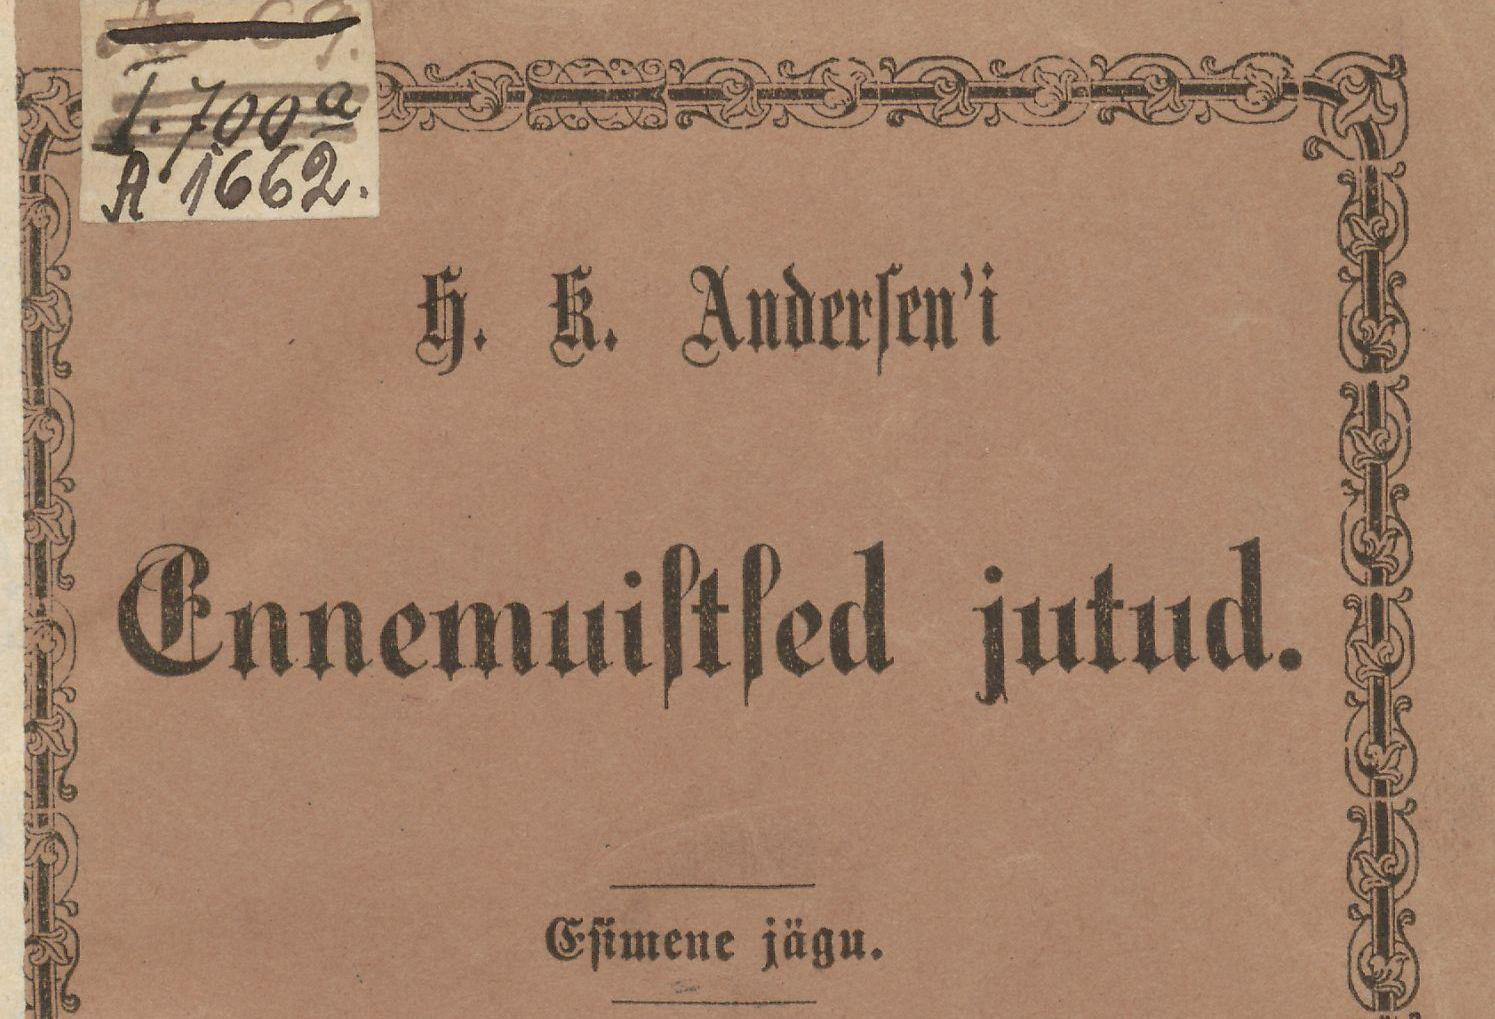 I. 700a
A 1662.
H. K. Anderſen'i
Ennemuiſtſed jutud.
Eſimene jägu.